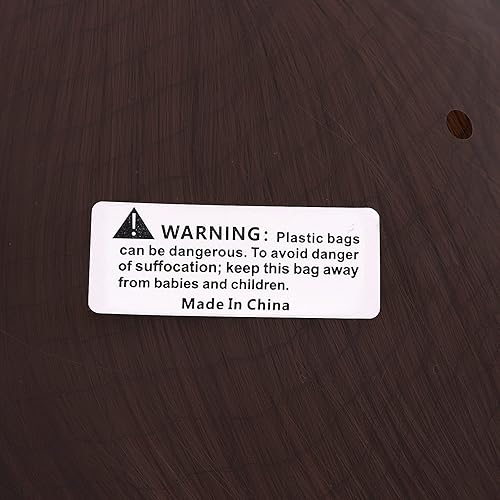 WARNING: Plastic bags
can be dangerous. To avoid danger
of suffocation; keep this bag away
from babies and children.
Made In China